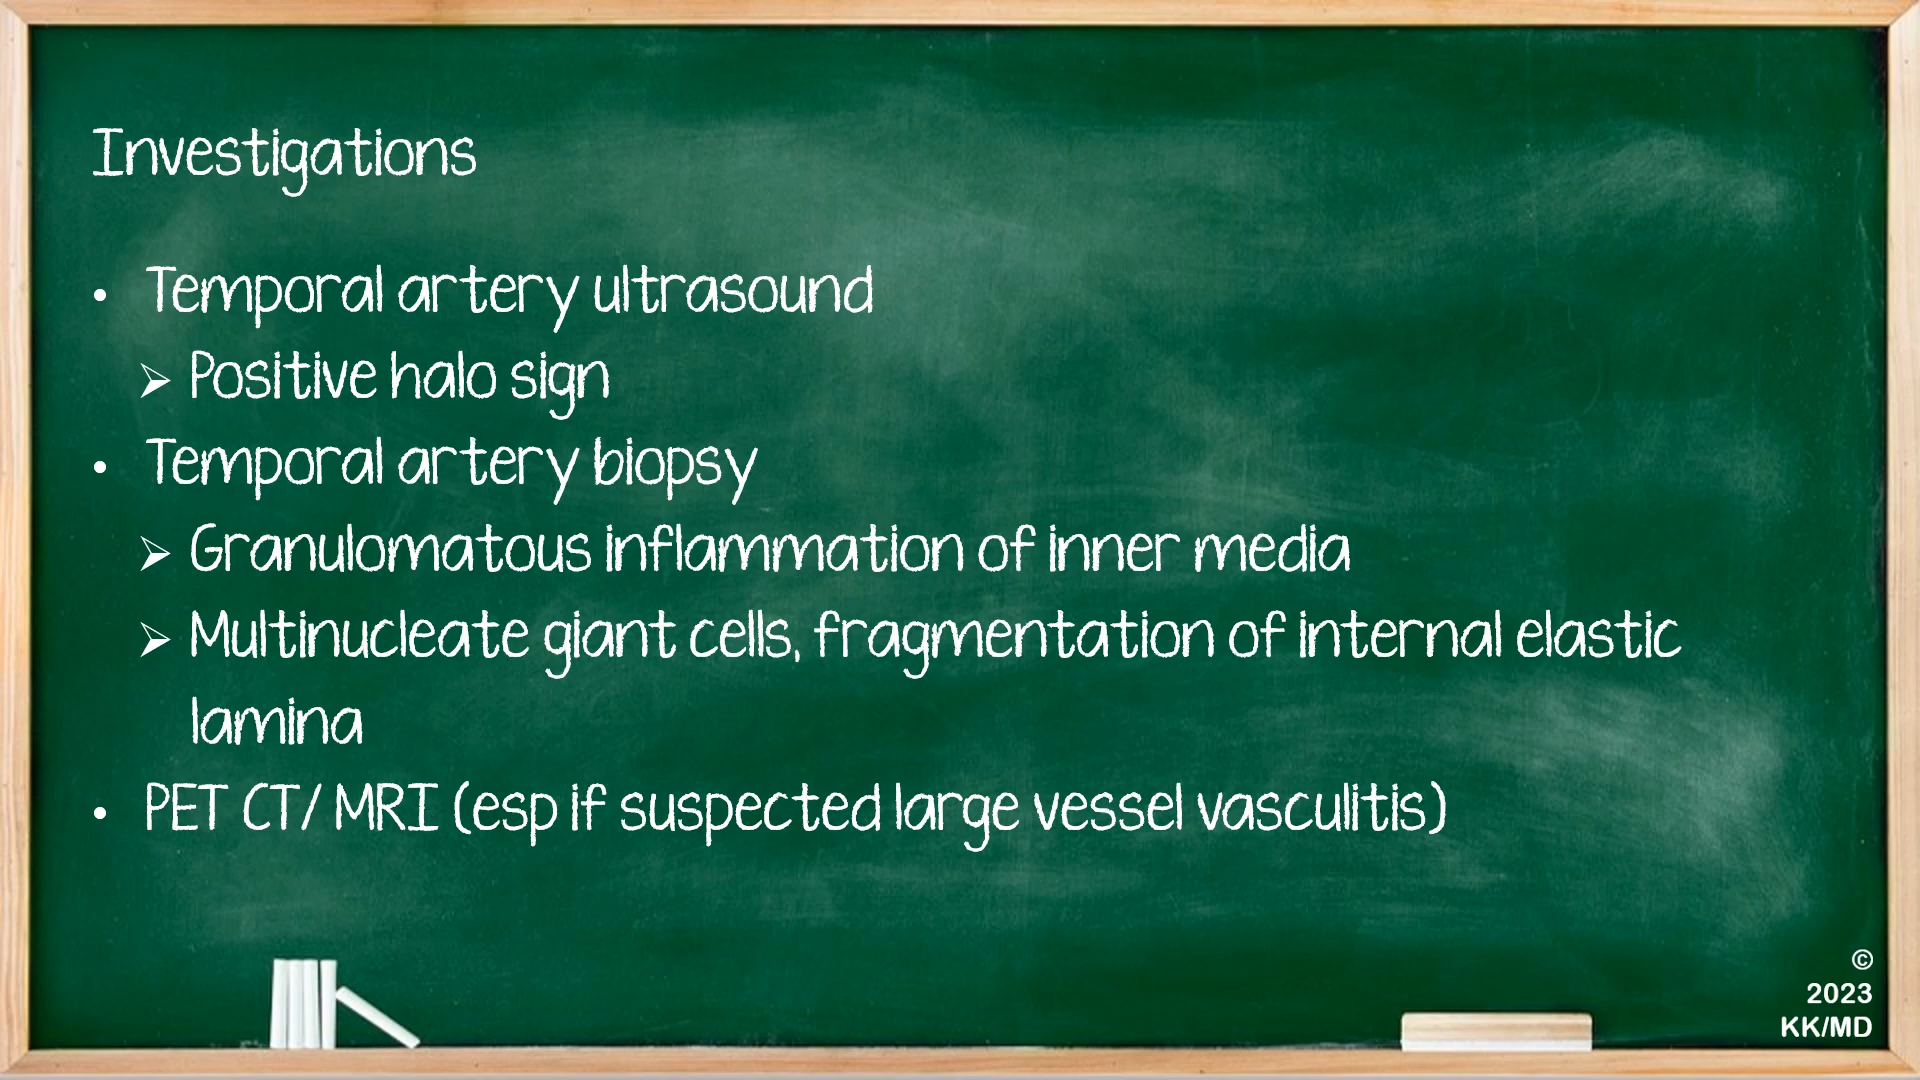 Investigations
• Temporal artery ultrasound
➢ Positive halo sign
• Temporal artery biopsy
➢ Granulomatous inflammation of inner media
➢ Multinucleate giant cells, fragmentation of internal elastic
lamina
• PET CT/ MRI (esp if suspected large vessel vasculitis)
©
2023
KK/MD